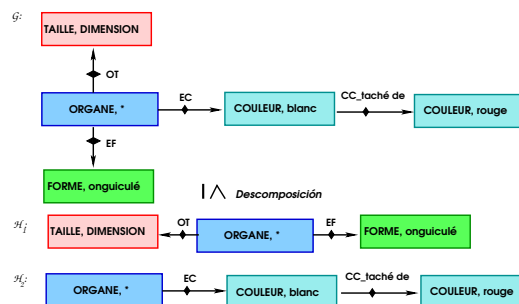 G:
TAILLE, DIMENSION
OT
ORGANE, *
EC
COULEUR, blanc
CC_taché de
COULEUR, rouge
EF
FORME, onguiculé
|∧ Descomposición
H1:
TAILLE, DIMENSION
OT
ORGANE, *
EF
FORME, onguiculé
H2:
ORGANE, *
EC
COULEUR, blanc
CC_taché de
COULEUR, rouge